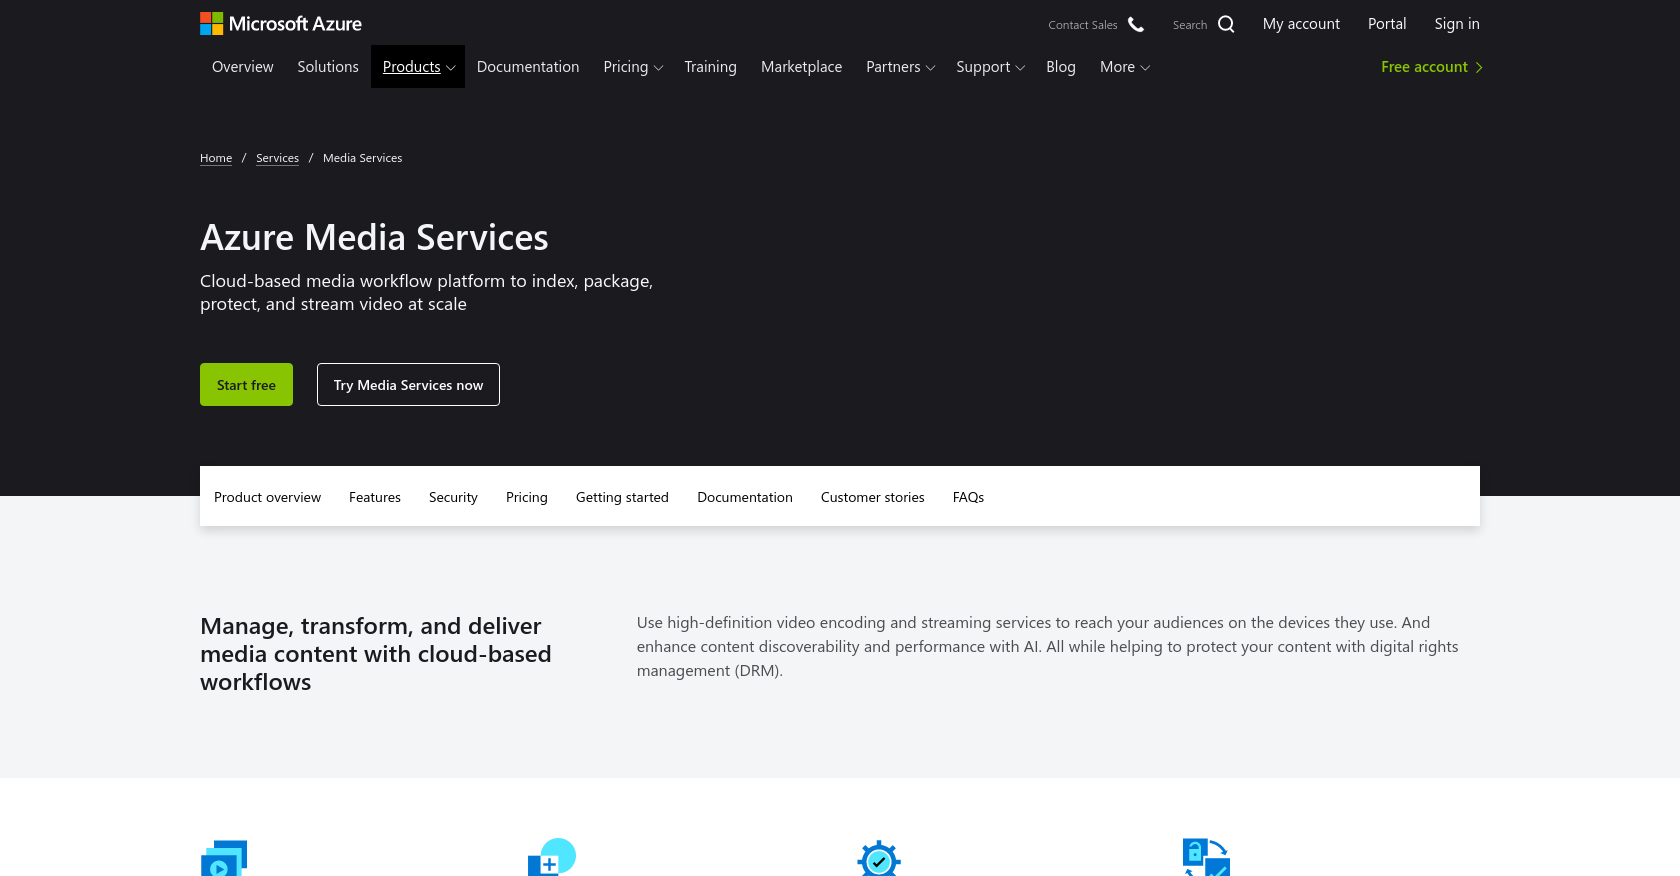 Microsoft Azure
Contact Sales
Search
My account
Portal
Sign in
Overview
Solutions
Products
Documentation
Pricing
Training
Marketplace
Partners
Support
Blog
More
Free account
Home / Services / Media Services
Azure Media Services
Cloud-based media workflow platform to index, package,
protect, and stream video at scale
Start free
Try Media Services now
Product overview
Features
Security
Pricing
Getting started
Documentation
Customer stories
FAQs
Manage, transform, and deliver
media content with cloud-based
workflows
Use high-definition video encoding and streaming services to reach your audiences on the devices they use. And
enhance content discoverability and performance with AI. All while helping to protect your content with digital rights
management (DRM).